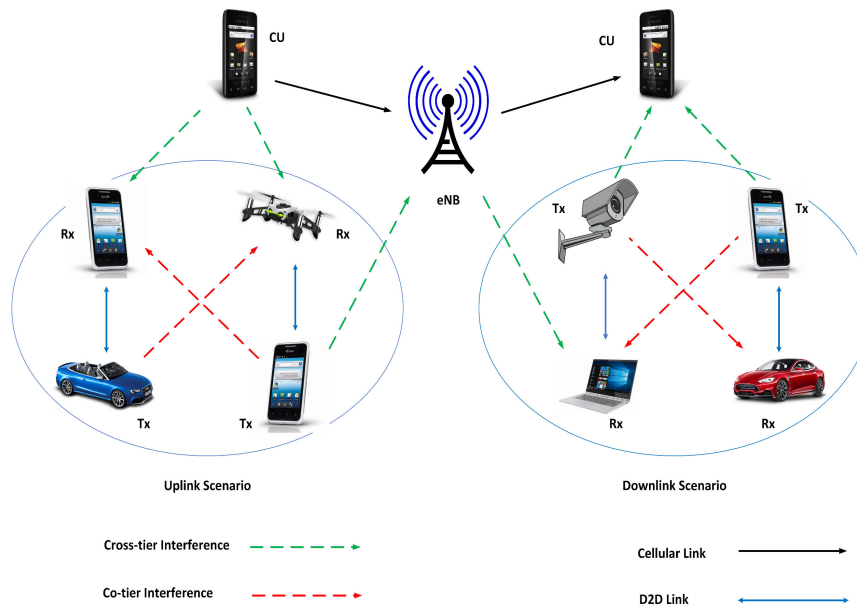 CU
CU
eNB
Rx
Rx
Tx
Tx
Tx
Tx
Rx
Rx
Uplink Scenario
Downlink Scenario
Cross-tier Interference
Cellular Link
Co-tier Interference
D2D Link